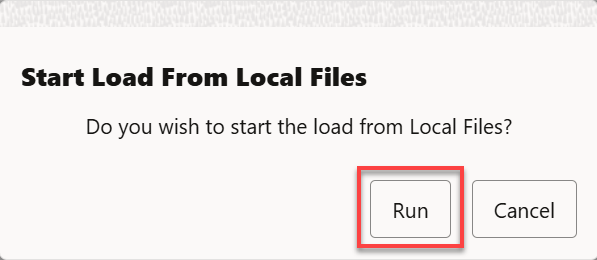 Start Load From Local Files
Do you wish to start the load from Local Files?
Run Cancel